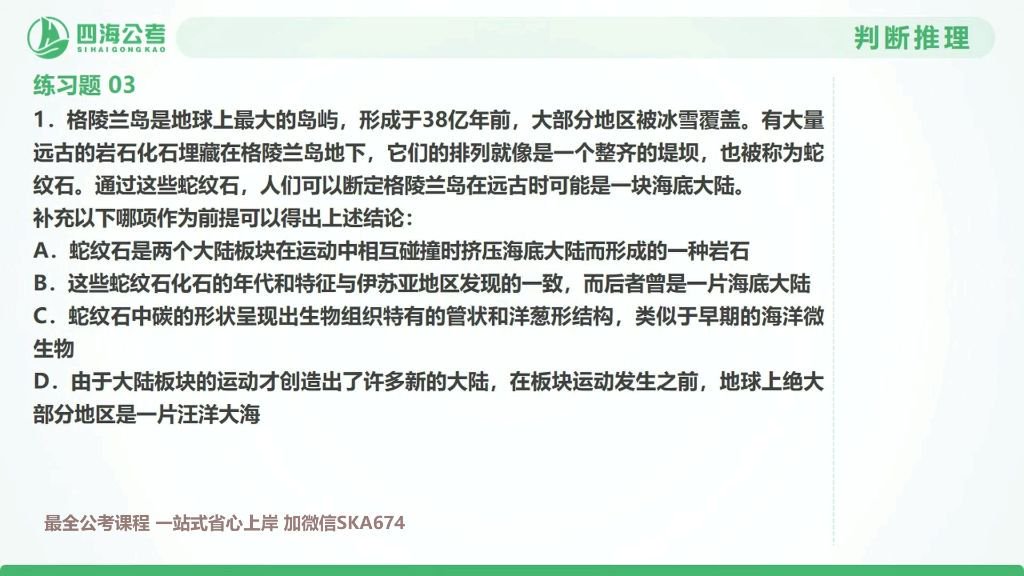 四海公考
SIHAIGONGKAO
判断推理
练习题 03
1．格陵兰岛是地球上最大的岛屿，形成于38亿年前，大部分地区被冰雪覆盖。有大量
远古的岩石化石埋藏在格陵兰岛地下，它们的排列就像是一个整齐的堤坝，也被称为蛇
纹石。通过这些蛇纹石，人们可以断定格陵兰岛在远古时可能是一块海底大陆。
补充以下哪项作为前提可以得出上述结论：
A．蛇纹石是两个大陆板块在运动中相互碰撞时挤压海底大陆而形成的一种岩石
B．这些蛇纹石化石的年代和特征与伊苏亚地区发现的一致，而后者曾是一片海底大陆
C．蛇纹石中碳的形状呈现出生物组织特有的管状和洋葱形结构，类似于早期的海洋微
生物
D．由于大陆板块的运动才创造出了许多新的大陆，在板块运动发生之前，地球上绝大
部分地区是一片汪洋大海
最全公考课程 一站式省心上岸 加微信SKA674